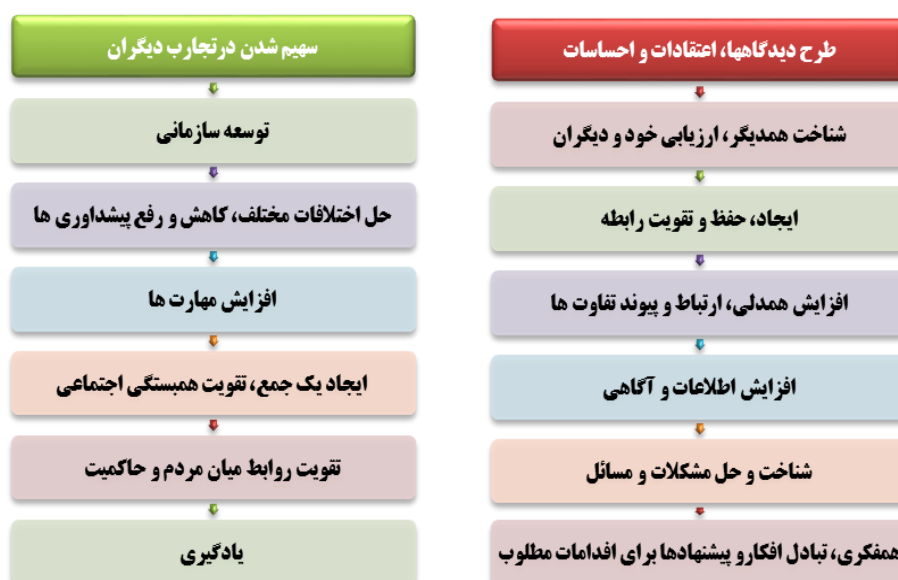 طرح دیدگاهها، اعتقادات و احساسات
شناخت همدیگر، ارزیابی خود و دیگران
ایجاد، حفظ و تقویت رابطه
افزایش همدلی، ارتباط و پیوند تفاوت ها
افزایش اطلاعات و آگاهی
شناخت و حل مشکلات و مسائل
همفکری، تبادل افکار و پیشنهادها برای اقدامات مطلوب
سهیم شدن در تجارب دیگران
توسعه سازمانی
حل اختلافات مختلف، کاهش و رفع پیشداوری ها
افزایش مهارت ها
ایجاد یک جمع، تقویت همبستگی اجتماعی
تقویت روابط میان مردم و حاکمیت
یادگیری